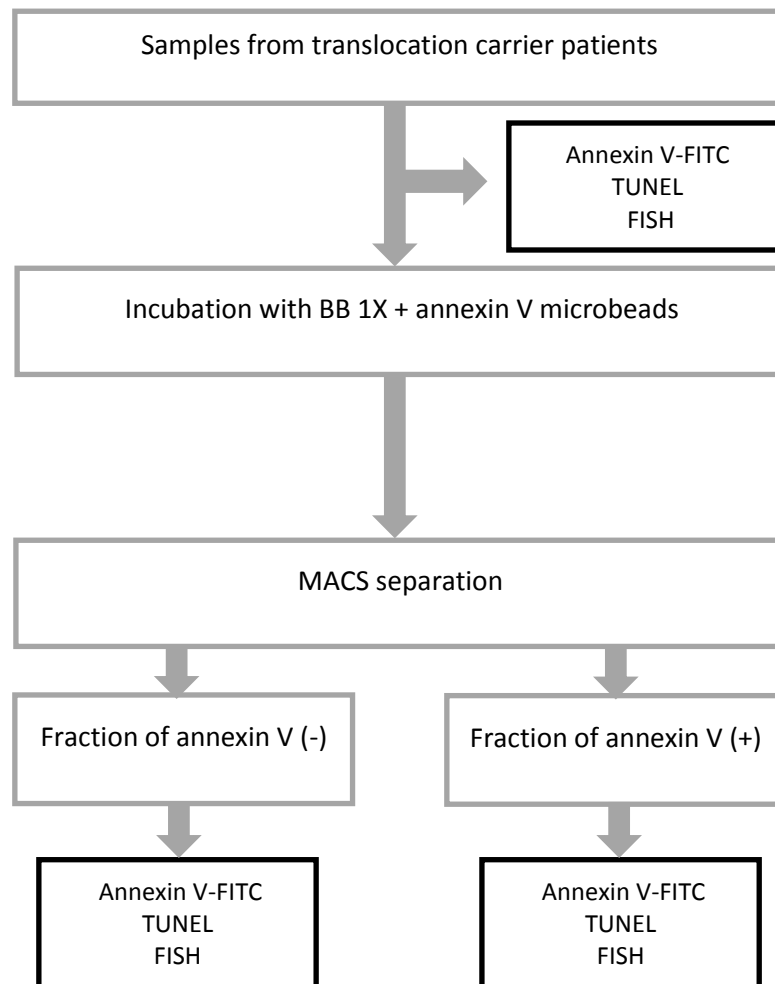 Samples from translocation carrier patients
Annexin V-FITC
TUNEL
FISH
Incubation with BB 1X + annexin V microbeads
MACS separation
Fraction of annexin V (-)
Fraction of annexin V (+)
Annexin V-FITC
TUNEL
FISH
Annexin V-FITC
TUNEL
FISH